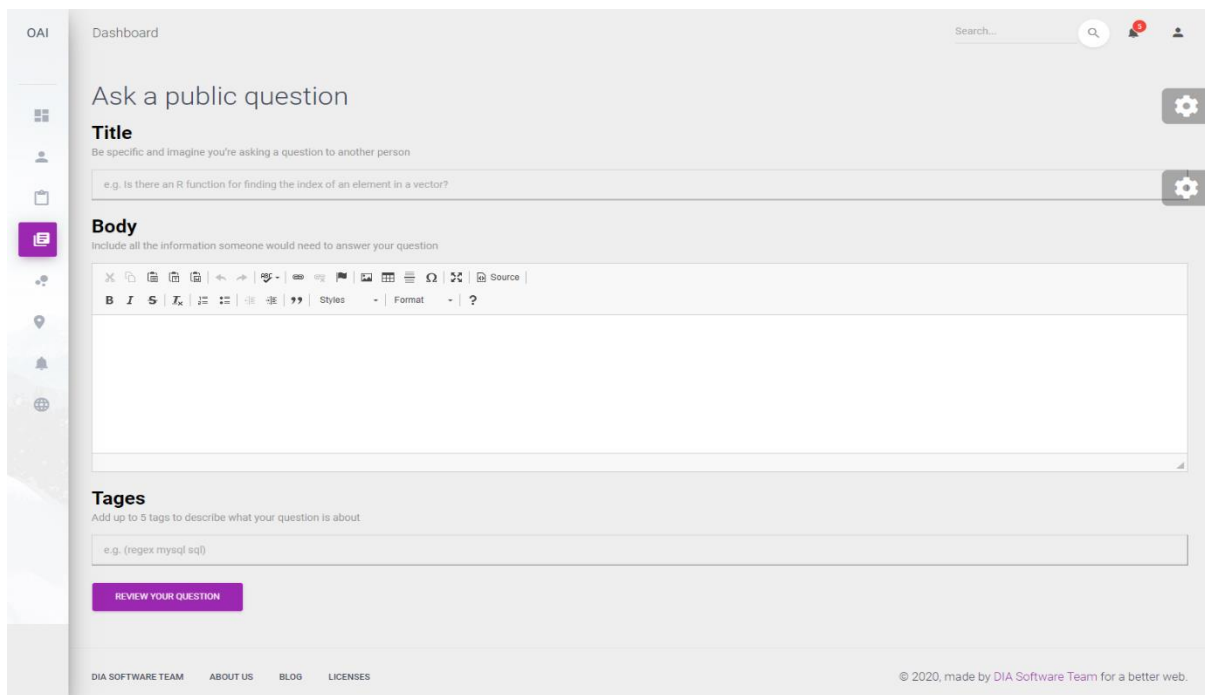 OAI
Dashboard
Search...
5
Ask a public question
Title
Be specific and imagine you're asking a question to another person
e.g. Is there an R function for finding the index of an element in a vector?
Body
Include all the information someone would need to answer your question
Source
B I S Ix
Styles Format ?
Tages
Add up to 5 tags to describe what your question is about
e.g. (regex mysql sql)
REVIEW YOUR QUESTION
DIA SOFTWARE TEAM ABOUT US BLOG LICENSES
© 2020, made by DIA Software Team for a better web.